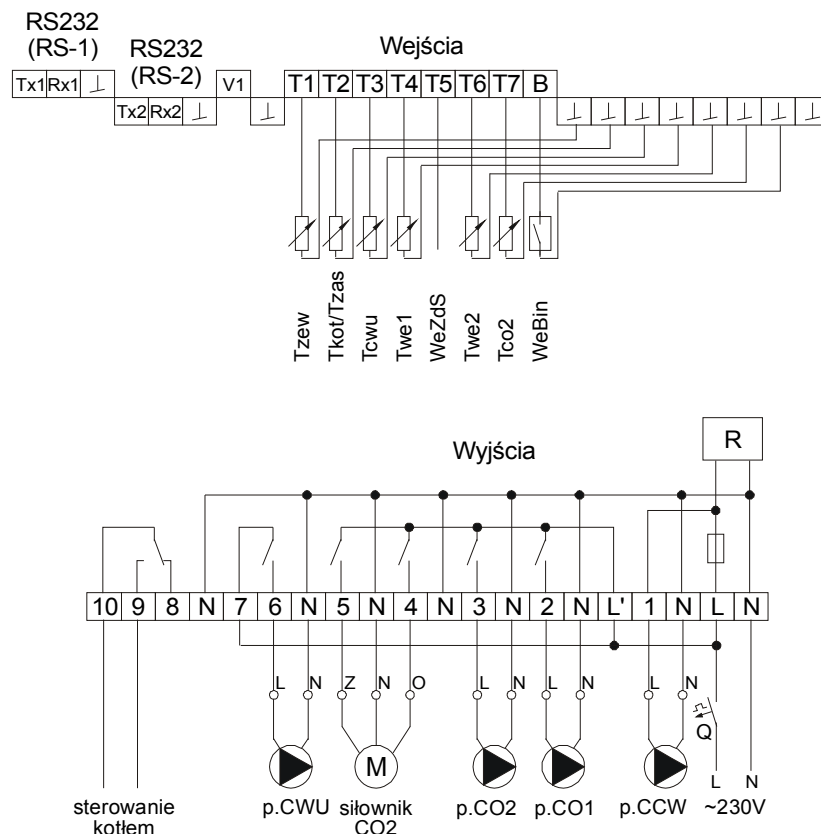 RS232
(RS-1)
RS232
(RS-2)
Wejścia
Tx1 Rx1 ⊥ V1 T1 T2 T3 T4 T5 T6 T7 B
Tx2 Rx2 ⊥ ⊥ ⊥ ⊥ ⊥ ⊥ ⊥ ⊥ ⊥ ⊥
Tzew
Tkot/Tzas
Tcwu
Twe1
WeZdS
Twe2
Tco2
WeBin
Wyjścia
R
10 9 8 N 7 6 N 5 N 4 N 3 N 2 N L' 1 N L N
L N Z N O L N L N L N
Q
M
L N
sterowanie
kotłem
p.CWU
siłownik
CO2
p.CO2
p.CO1
p.CCW
~230V